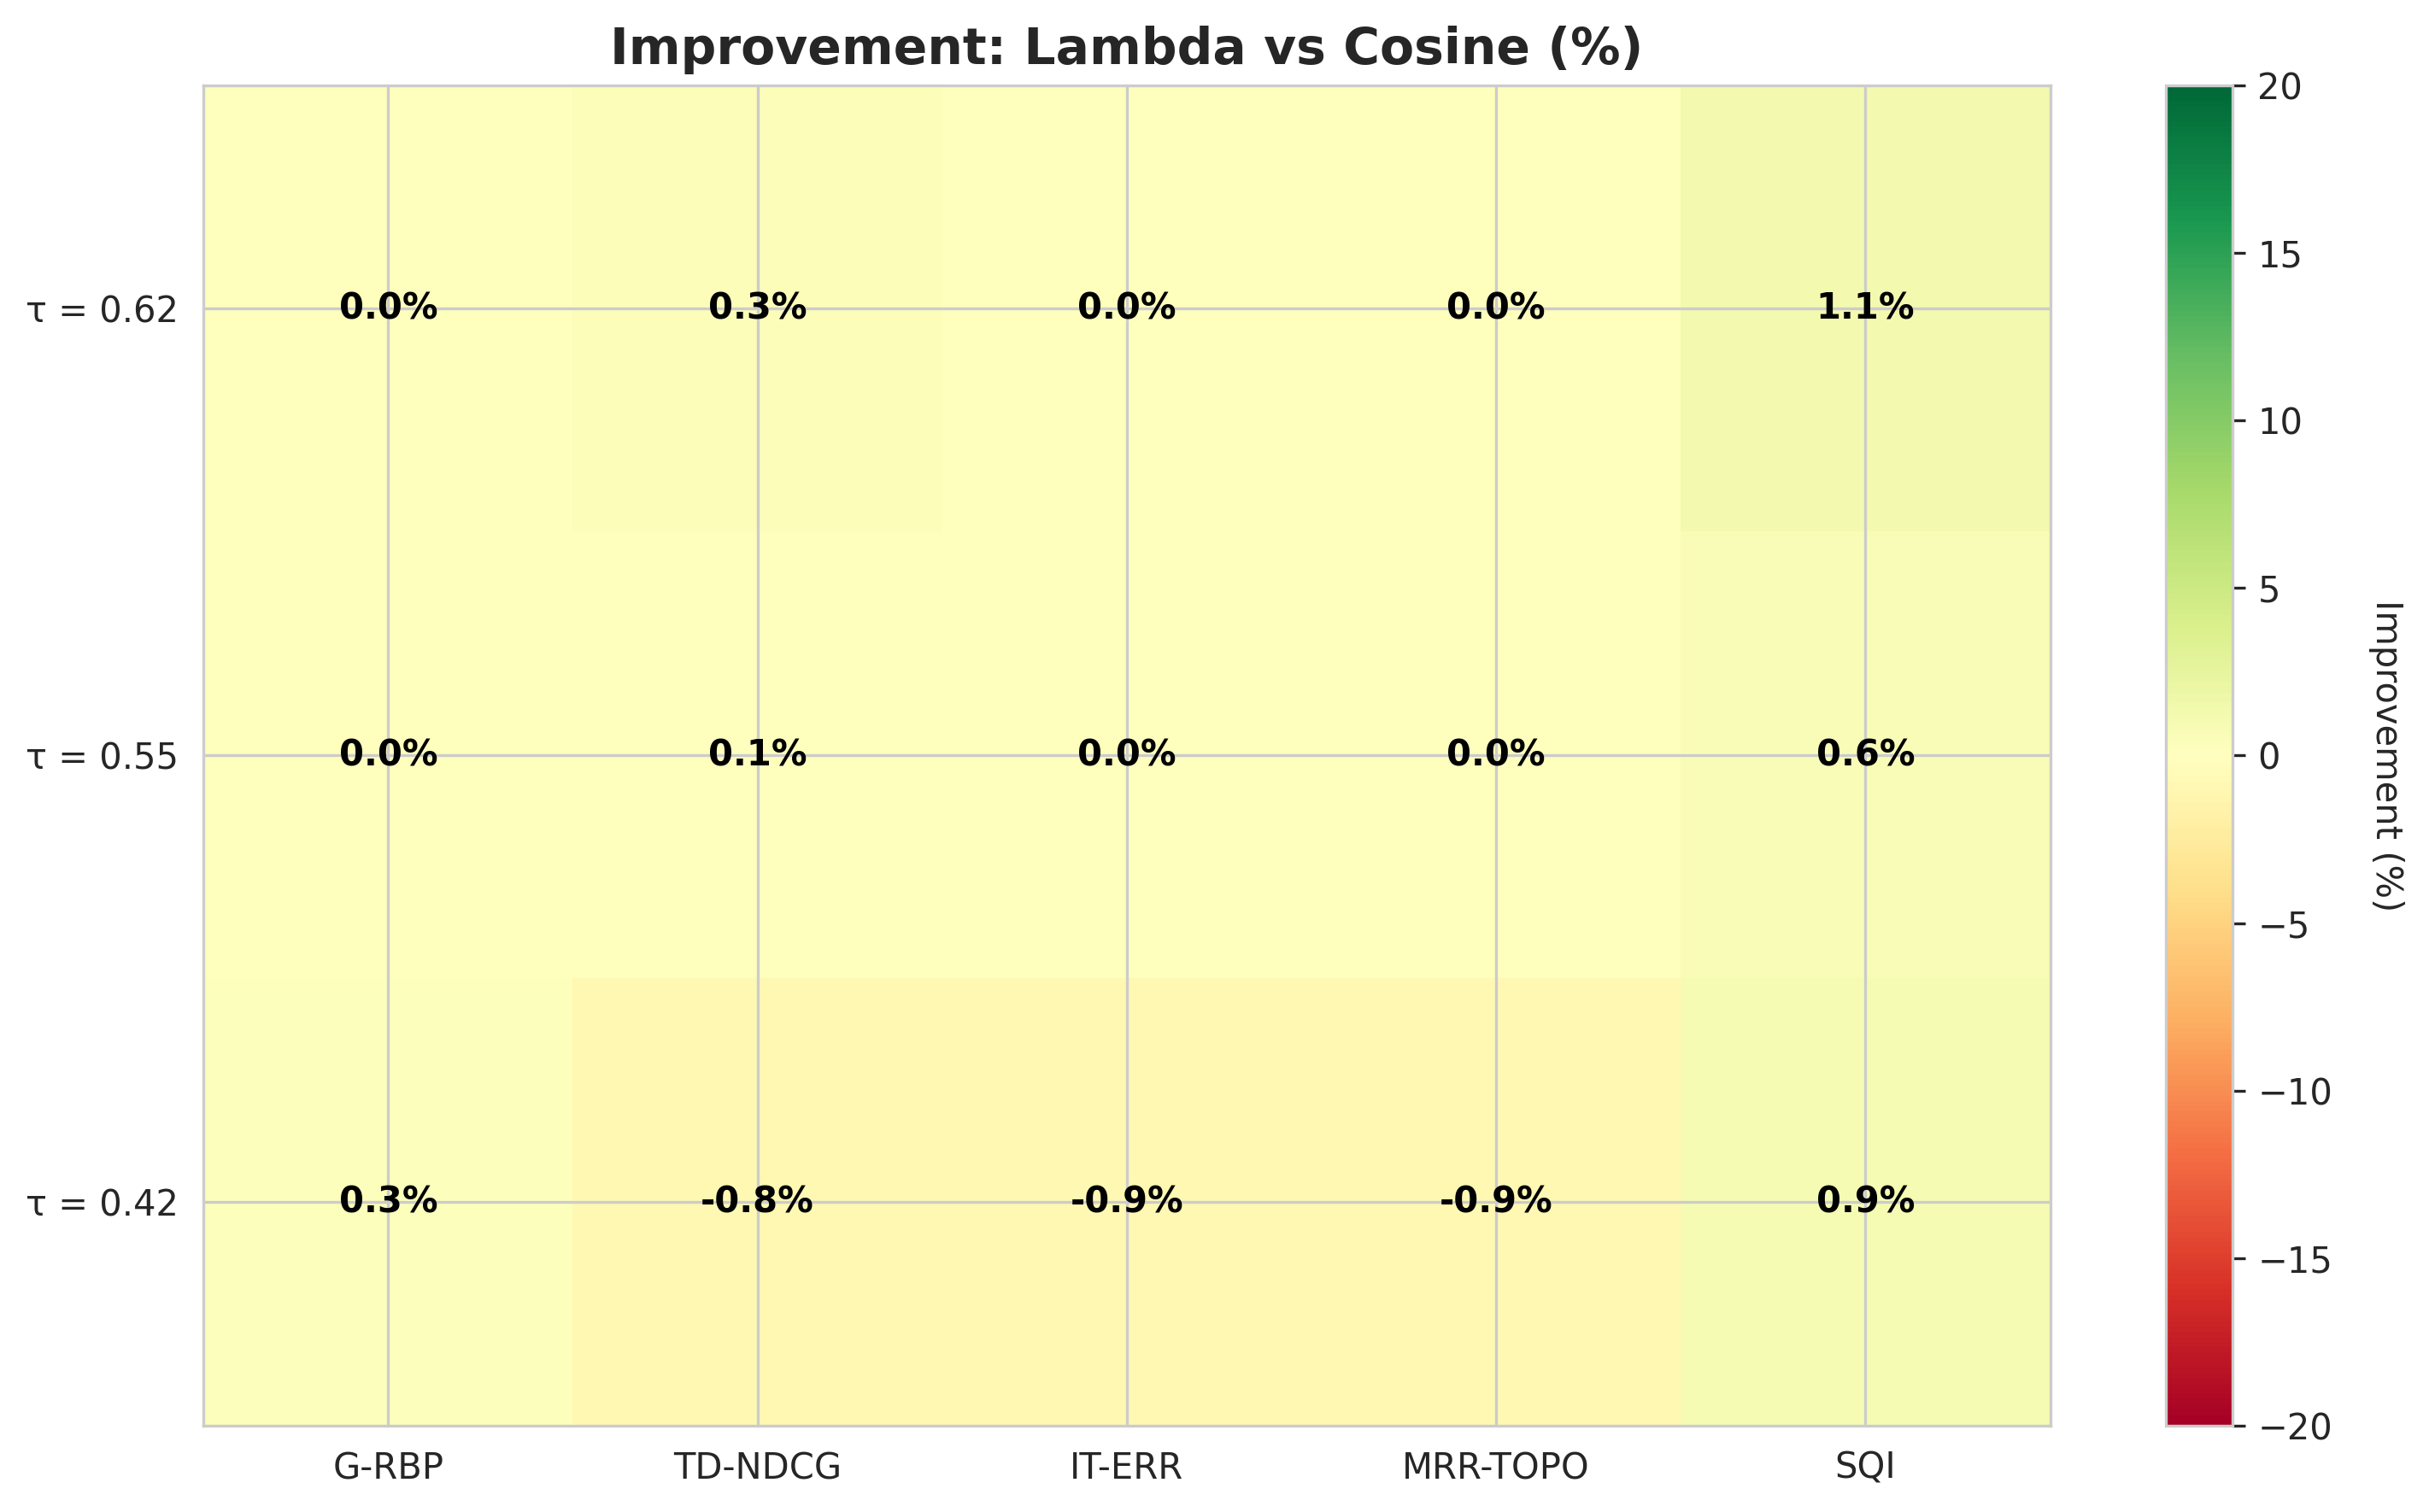 Improvement: Lambda vs Cosine (%)
τ = 0.62 0.0% 0.3% 0.0% 0.0% 1.1%
τ = 0.55 0.0% 0.1% 0.0% 0.0% 0.6%
τ = 0.42 0.3% -0.8% -0.9% -0.9% 0.9%
G-RBP TD-NDCG IT-ERR MRR-TOPO SQI
20
15
10
5
0
−5
−10
−15
−20
Improvement (%)